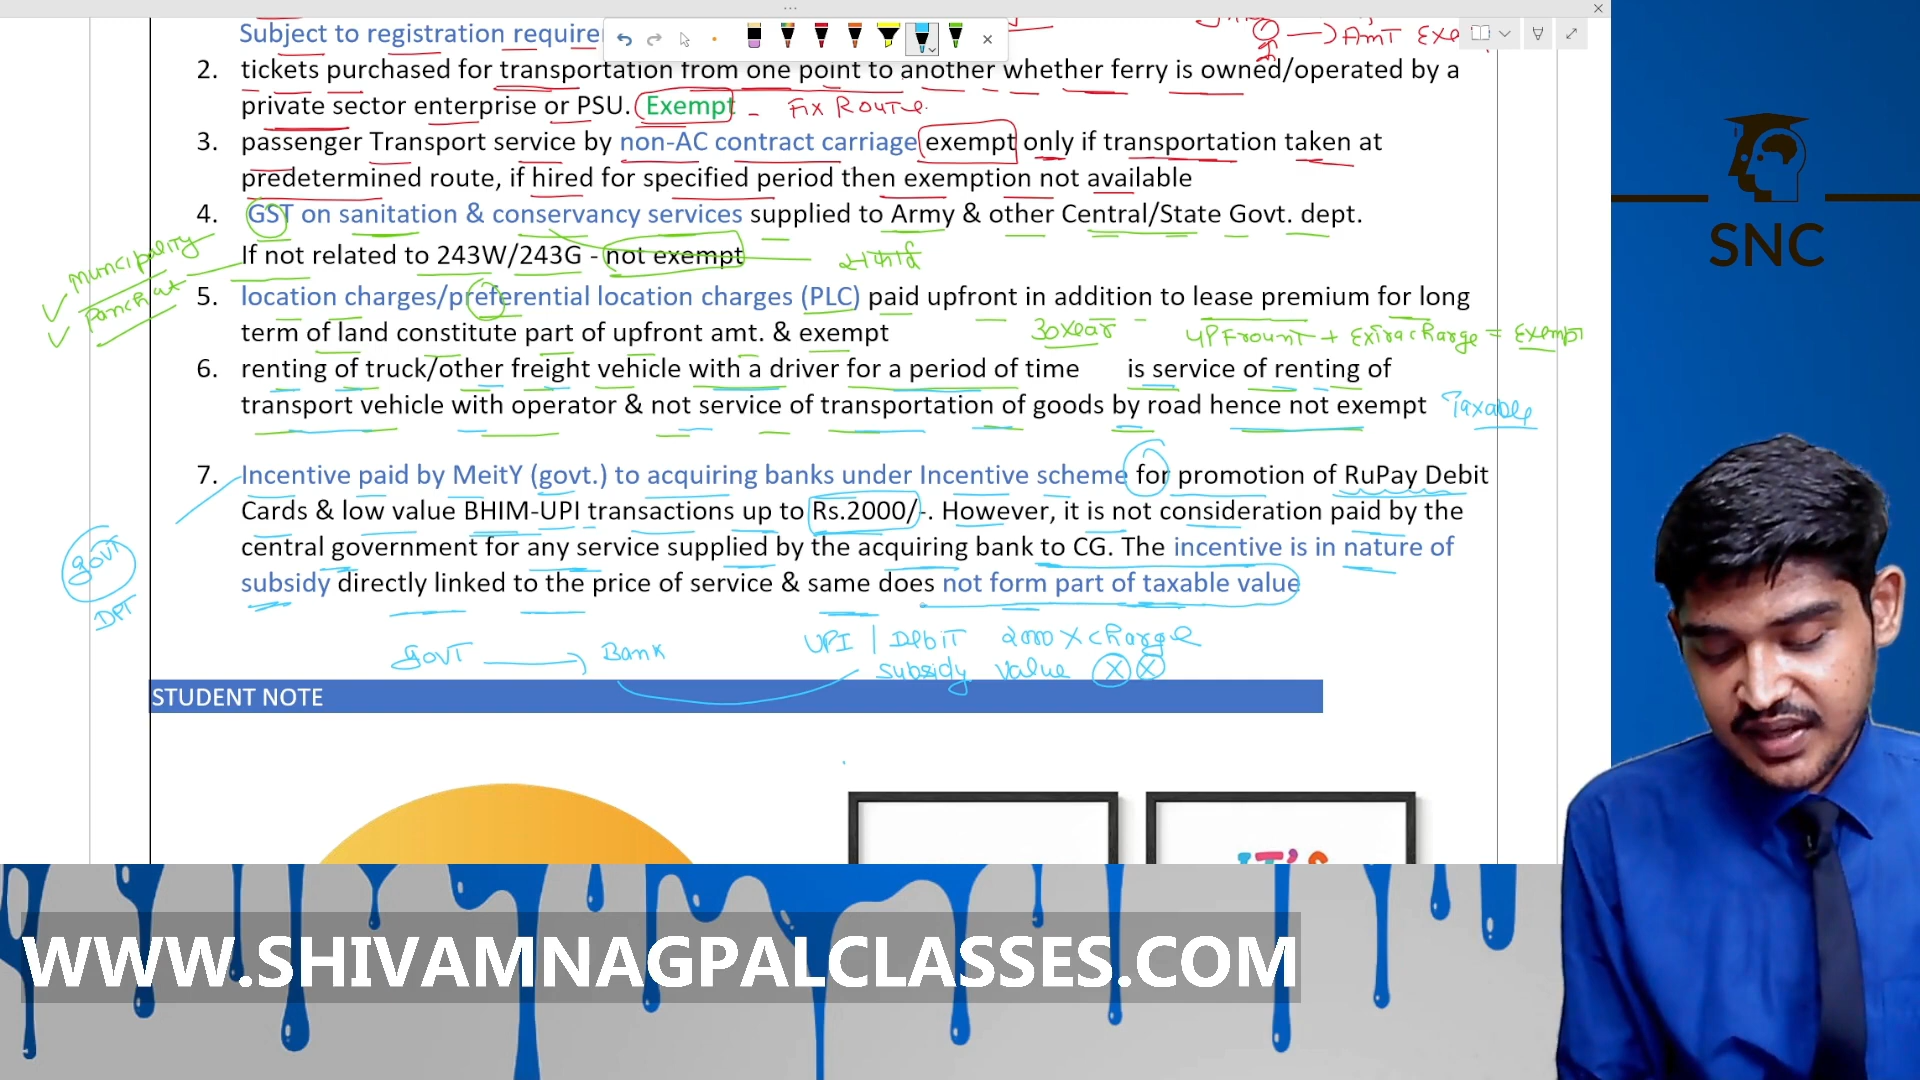 Subject to registration require
→ AMT Exe
2. tickets purchased for transportation from one point to another whether ferry is owned/operated by a
private sector enterprise or PSU. Exempt - Fix Route.
3. passenger Transport service by non-AC contract carriage exempt only if transportation taken at
predetermined route, if hired for specified period then exemption not available
4. GST on sanitation & conservancy services supplied to Army & other Central/State Govt. dept.
If not related to 243W/243G - not exempt
municipality
Panchyat
5. location charges/preferential location charges (PLC) paid upfront in addition to lease premium for long
term of land constitute part of upfront amt. & exempt 30 Year UPFrount + Extracharge = Exempt
6. renting of truck/other freight vehicle with a driver for a period of time is service of renting of
transport vehicle with operator & not service of transportation of goods by road hence not exempt Taxable
7. Incentive paid by MeitY (govt.) to acquiring banks under Incentive scheme for promotion of RuPay Debit
Cards & low value BHIM-UPI transactions up to Rs.2000/-. However, it is not consideration paid by the
central government for any service supplied by the acquiring bank to CG. The incentive is in nature of
subsidy directly linked to the price of service & same does not form part of taxable value
govt
DPT
govt → Bank UPI | Debit 2000 X charge
subsidy value X X
STUDENT NOTE
IT'S
SNC
WWW.SHIVAMNAGPALCLASSES.COM